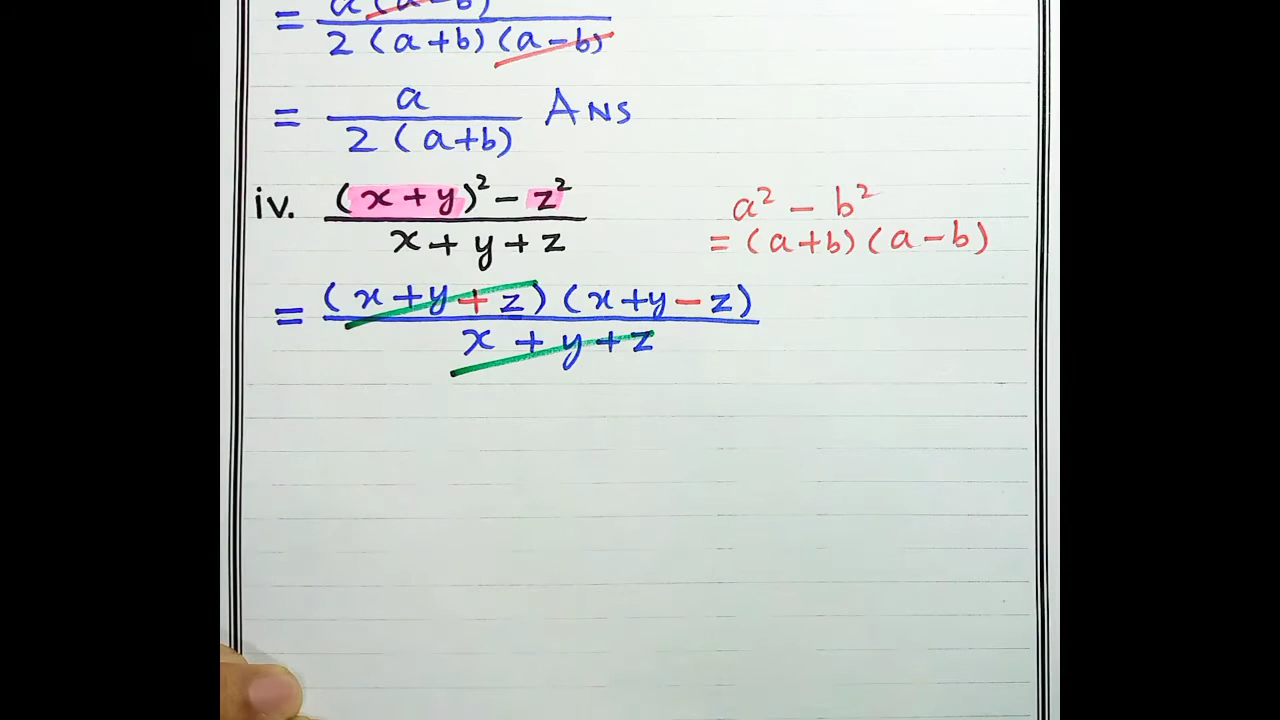 = a(a-b)
2(a+b)(a-b)
= a / 2(a+b) Ans
iv. (x+y)² - z² / x+y+z
a² - b²
= (a+b)(a-b)
= (x+y+z)(x+y-z) / x+y+z